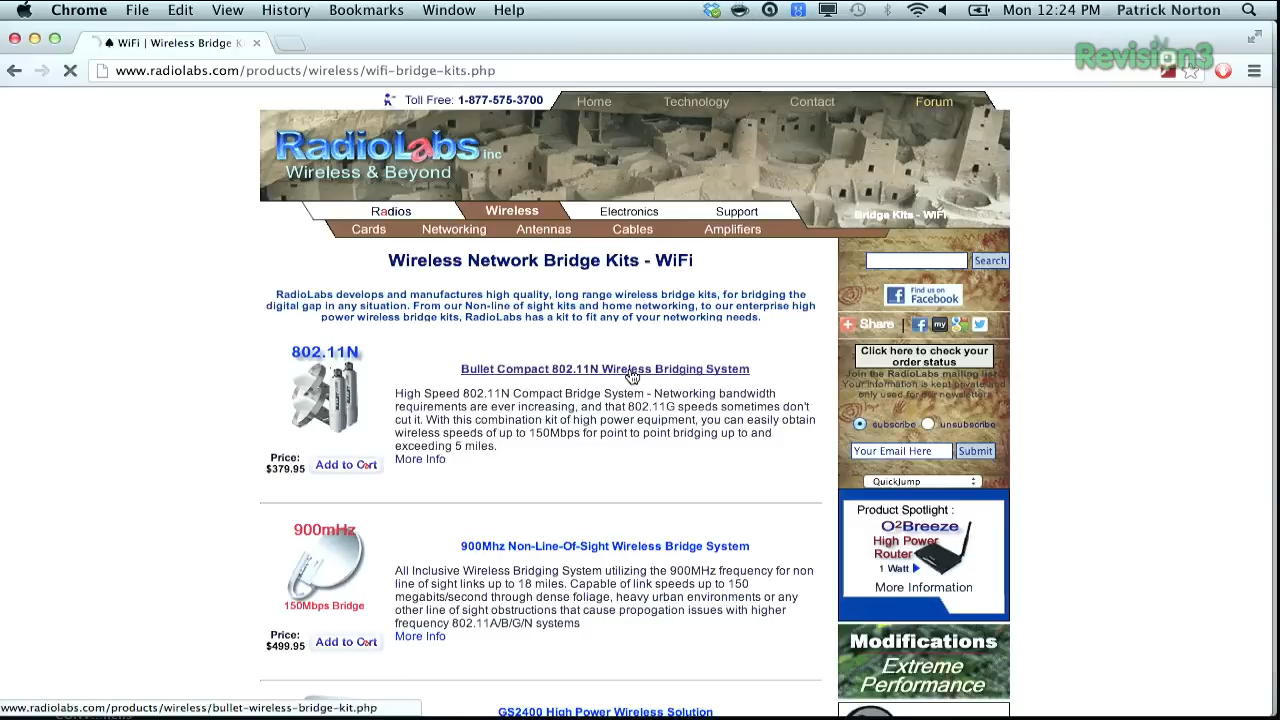 Chrome File Edit View History Bookmarks Window Help Mon 12:24 PM Patrick Norton
WiFi | Wireless Bridge K
Revision3
www.radiolabs.com/products/wireless/wifi-bridge-kits.php
Toll Free: 1-877-575-3700
Home Technology Contact Forum
RadioLabs inc
Wireless & Beyond
Radios Wireless Electronics Support
Bridge Kits - WiFi
Cards Networking Antennas Cables Amplifiers
Wireless Network Bridge Kits - WiFi
RadioLabs develops and manufactures high quality, long range wireless bridge kits, for bridging the
digital gap in any situation. From our Non-line of sight kits and home networking, to our enterprise high
power wireless bridge kits, RadioLabs has a kit to fit any of your networking needs.
802.11N
Bullet Compact 802.11N Wireless Bridging System
High Speed 802.11N Compact Bridge System - Networking bandwidth
requirements are ever increasing, and that 802.11G speeds sometimes don't
cut it. With this combination kit of high power equipment, you can easily obtain
wireless speeds of up to 150Mbps for point to point bridging up to and
exceeding 5 miles.
More Info
Price:
$379.95
Add to Cart
900mHz
150Mbps Bridge
900Mhz Non-Line-Of-Sight Wireless Bridge System
All Inclusive Wireless Bridging System utilizing the 900MHz frequency for non
line of sight links up to 18 miles. Capable of link speeds up to 150
megabits/second through dense foliage, heavy urban environments or any
other line of sight obstructions that cause propogation issues with higher
frequency 802.11A/B/G/N systems
More Info
Price:
$499.95
Add to Cart
GS2400 High Power Wireless Solution
Search
Find us on
Facebook
Share
my
Click here to check your
order status
Join the RadioLabs mailing list
Your information is kept private and
only used for our newsletters
subscribe unsubscribe
Your Email Here Submit
QuickJump
Product Spotlight :
O²Breeze
High Power
Router
1 Watt
More Information
Modifications
Extreme
Performance
www.radiolabs.com/products/wireless/bullet-wireless-bridge-kit.php